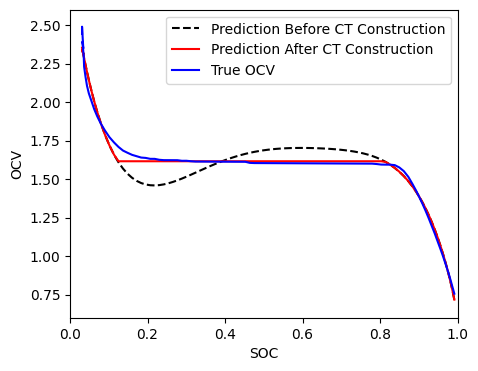 Prediction Before CT Construction
Prediction After CT Construction
True OCV
2.50
2.25
2.00
1.75
1.50
1.25
1.00
0.75
OCV
0.0 0.2 0.4 0.6 0.8 1.0
SOC